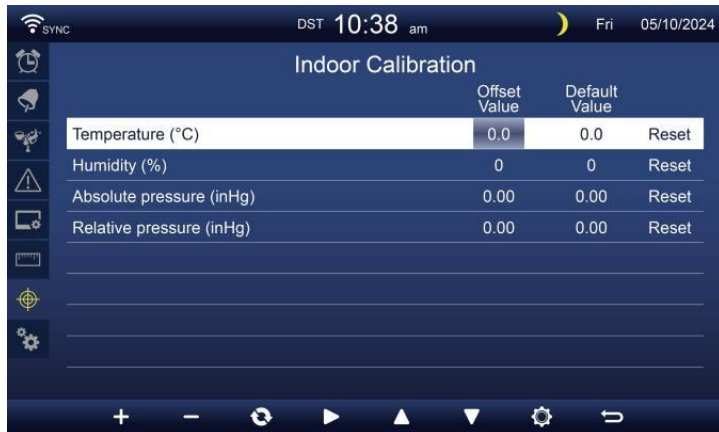 SYNC DST 10:38 am Fri 05/10/2024
Indoor Calibration
Offset Value Default Value
Temperature (°C) 0.0 0.0 Reset
Humidity (%) 0 0 Reset
Absolute pressure (inHg) 0.00 0.00 Reset
Relative pressure (inHg) 0.00 0.00 Reset